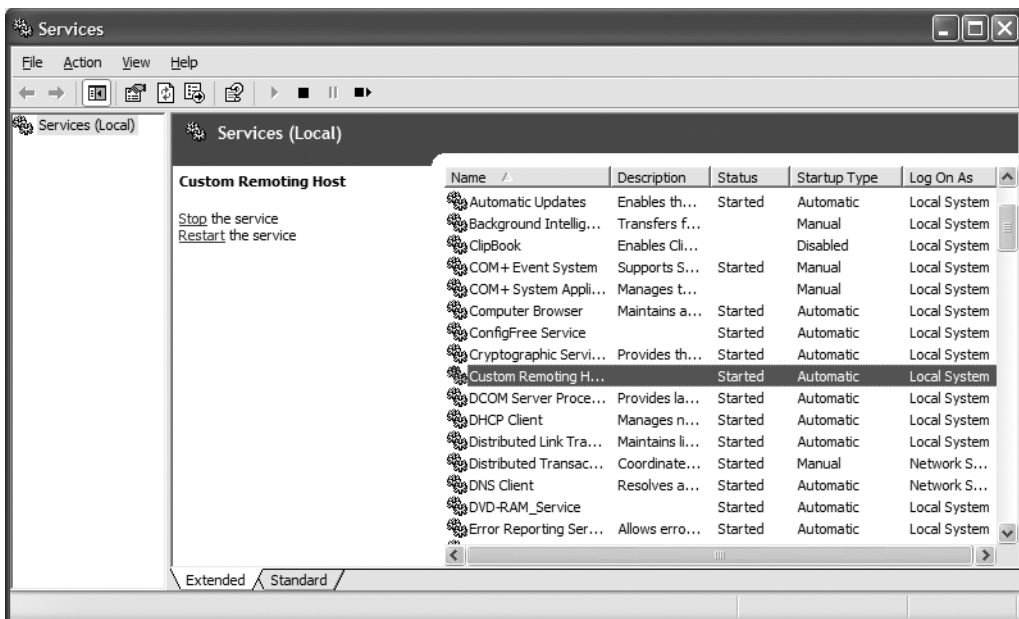 Services
File Action View Help
Services (Local)
Services (Local)
Custom Remoting Host
Stop the service
Restart the service
Name Description Status Startup Type Log On As
Automatic Updates Enables th... Started Automatic Local System
Background Intellig... Transfers f... Manual Local System
ClipBook Enables Cli... Disabled Local System
COM+ Event System Supports S... Started Manual Local System
COM+ System Appli... Manages t... Manual Local System
Computer Browser Maintains a... Started Automatic Local System
ConfigFree Service Started Automatic Local System
Cryptographic Servi... Provides th... Started Automatic Local System
Custom Remoting H... Started Automatic Local System
DCOM Server Proce... Provides la... Started Automatic Local System
DHCP Client Manages n... Started Automatic Local System
Distributed Link Tra... Maintains li... Started Automatic Local System
Distributed Transac... Coordinate... Started Manual Network S...
DNS Client Resolves a... Started Automatic Network S...
DVD-RAM_Service Started Automatic Local System
Error Reporting Ser... Allows erro... Started Automatic Local System
Extended Standard